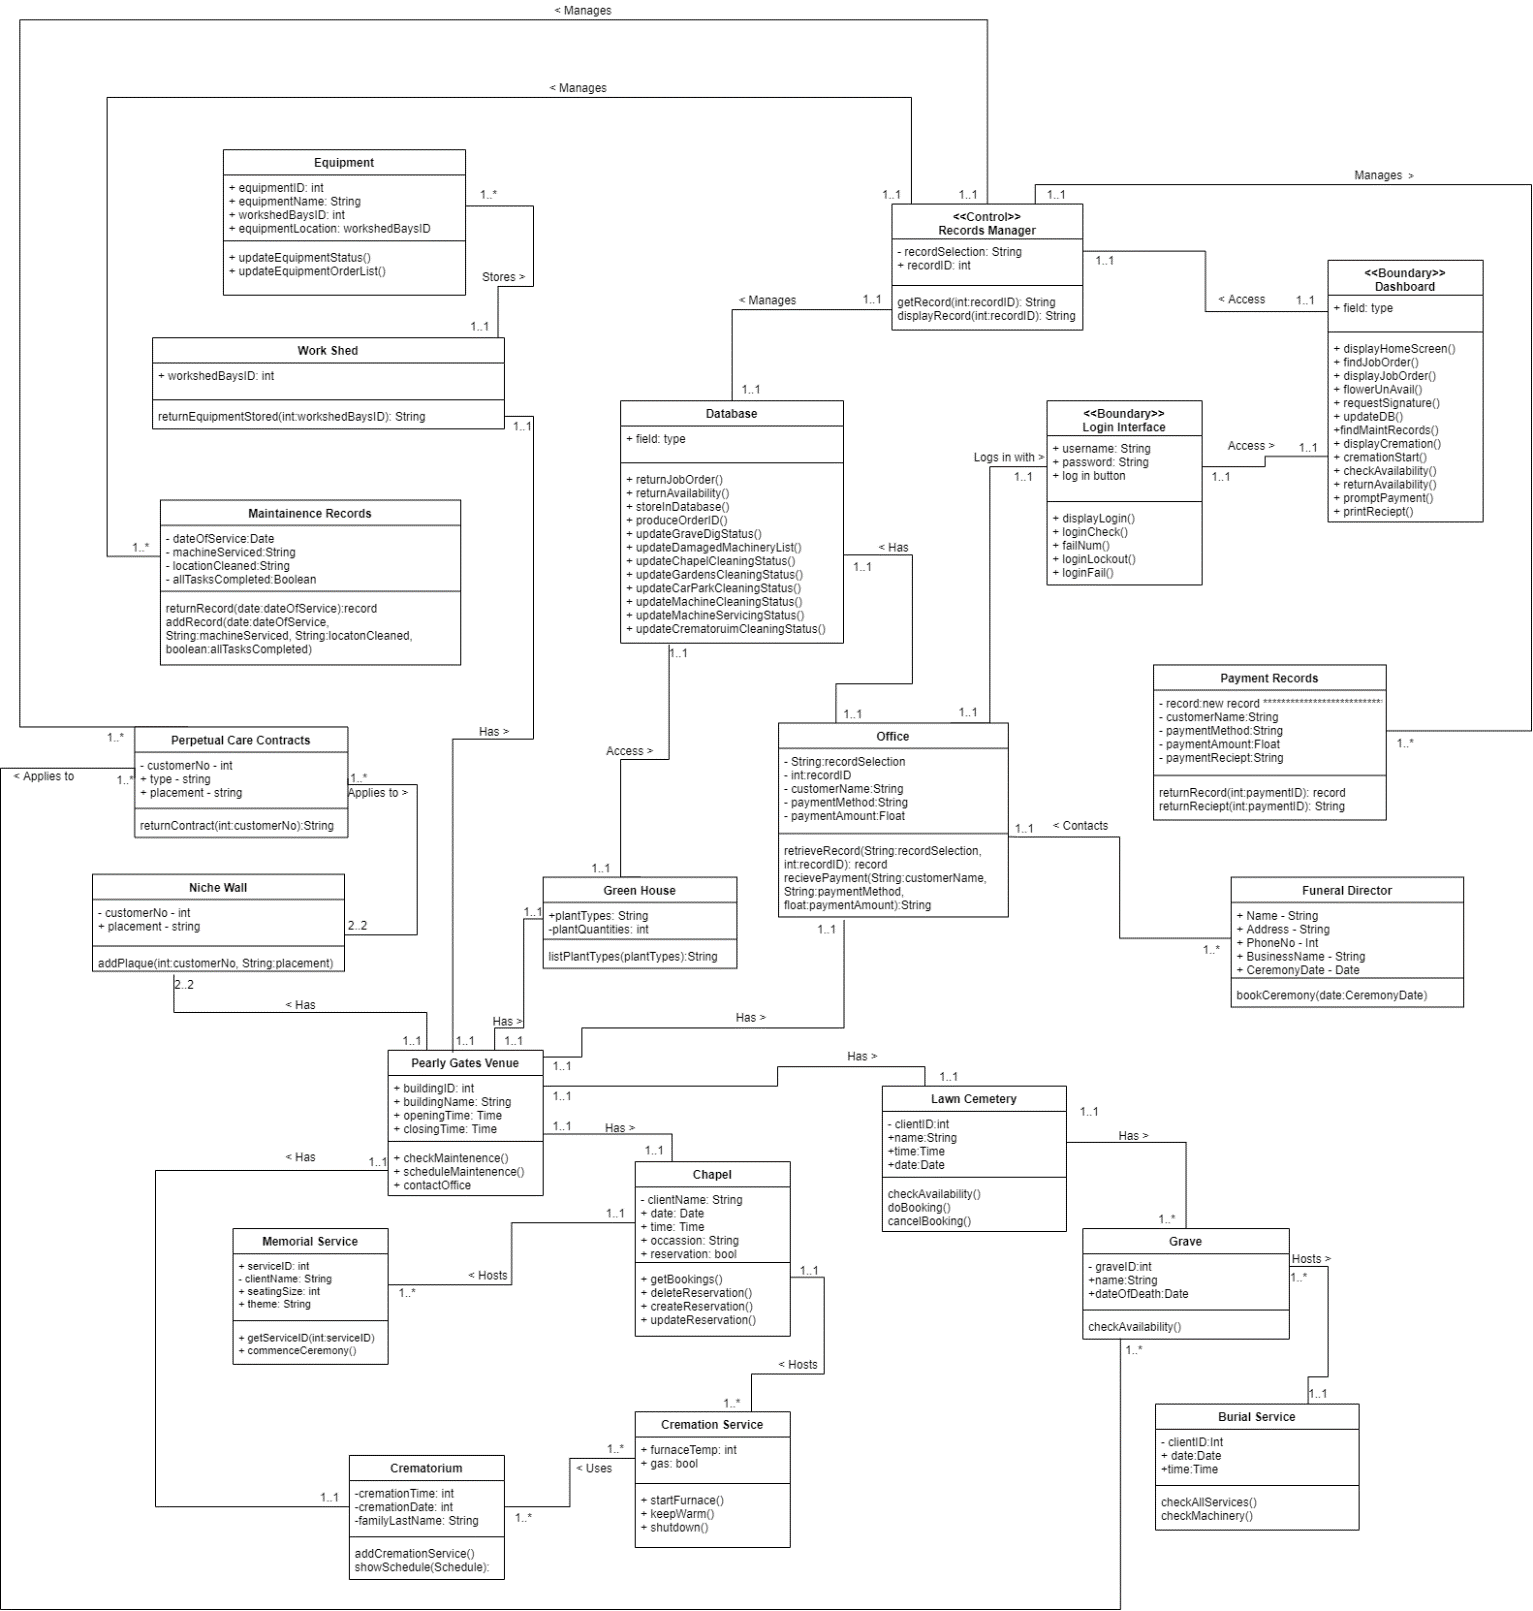 < Manages
< Manages
Manages >
Equipment
+ equipmentID: int
+ equipmentName: String
+ workshedBaysID: int
+ equipmentLocation: workshedBaysID
+ updateEquipmentStatus()
+ updateEquipmentOrderList()
1..*
Stores >
1..1
1..1
1..1
1..1
<<Control>>
Records Manager
- recordSelection: String
+ recordID: int
getRecord(int:recordID): String
displayRecord(int:recordID): String
1..1
< Access
1..1
<<Boundary>>
Dashboard
+ field: type
+ displayHomeScreen()
+ findJobOrder()
+ displayJobOrder()
+ flowerUnAvail()
+ requestSignature()
+ updateDB()
+findMaintRecords()
+ displayCremation()
+ cremationStart()
+ checkAvailability()
+ returnAvailability()
+ promptPayment()
+ printReciept()
< Manages
1..1
1..1
Work Shed
+ workshedBaysID: int
returnEquipmentStored(int:workshedBaysID): String
1..1
Database
+ field: type
+ returnJobOrder()
+ returnAvailability()
+ storeInDatabase()
+ produceOrderID()
+ updateGraveDigStatus()
+ updateDamagedMachineryList()
+ updateChapelCleaningStatus()
+ updateGardensCleaningStatus()
+ updateCarParkCleaningStatus()
+ updateMachineCleaningStatus()
+ updateMachineServicingStatus()
+ updateCrematoruimCleaningStatus()
< Has
1..1
1..1
<<Boundary>>
Login Interface
+ username: String
+ password: String
+ log in button
+ displayLogin()
+ loginCheck()
+ failNum()
+ loginLockout()
+ loginFail()
Logs in with >
1..1
Access >
1..1
1..1
Maintainence Records
- dateOfService:Date
- machineServiced:String
- locationCleaned:String
- allTasksCompleted:Boolean
returnRecord(date:dateOfService):record
addRecord(date:dateOfService,
String:machineServiced, String:locatonCleaned,
boolean:allTasksCompleted)
1..*
Payment Records
- record:new record **************************
- customerName:String
- paymentMethod:String
- paymentAmount:Float
- paymentReciept:String
returnRecord(int:paymentID): record
returnReciept(int:paymentID): String
1..*
1..*
< Applies to
1..*
Perpetual Care Contracts
- customerNo - int
+ type - string
+ placement - string
returnContract(int:customerNo):String
1..*
Applies to >
Has >
Access >
1..1
1..1
1..1
Office
- String:recordSelection
- int:recordID
- customerName:String
- paymentMethod:String
- paymentAmount:Float
retrieveRecord(String:recordSelection,
int:recordID): record
recievePayment(String:customerName,
String:paymentMethod,
float:paymentAmount):String
1..1
< Contacts
1..*
Funeral Director
+ Name - String
+ Address - String
+ PhoneNo - Int
+ BusinessName - String
+ CeremonyDate - Date
bookCeremony(date:CeremonyDate)
Niche Wall
- customerNo - int
+ placement - string
addPlaque(int:customerNo, String:placement)
2..2
2..2
Green House
+plantTypes: String
-plantQuantities: int
listPlantTypes(plantTypes):String
1..1
1..1
< Has
Has >
Has >
1..1
1..1
1..1
1..1
Pearly Gates Venue
+ buildingID: int
+ buildingName: String
+ openingTime: Time
+ closingTime: Time
+ checkMaintenence()
+ scheduleMaintenence()
+ contactOffice
Has >
1..1
1..1
Lawn Cemetery
- clientID:int
+name:String
+time:Time
+date:Date
checkAvailability()
doBooking()
cancelBooking()
1..1
Has >
1..*
1..1
Has >
1..1
< Has
1..1
Chapel
- clientName: String
+ date: Date
+ time: Time
+ occassion: String
+ reservation: bool
+ getBookings()
+ deleteReservation()
+ createReservation()
+ updateReservation()
1..1
< Hosts
1..*
Memorial Service
+ serviceID: int
- clientName: String
+ seatingSize: int
+ theme: String
+ getServiceID(int:serviceID)
+ commenceCeremony()
1..1
< Hosts
1..*
Grave
- graveID:int
+name:String
+dateOfDeath:Date
checkAvailability()
Hosts >
1..*
1..*
1..1
Burial Service
- clientID:Int
+ date:Date
+time:Time
checkAllServices()
checkMachinery()
Cremation Service
+ furnaceTemp: int
+ gas: bool
+ startFurnace()
+ keepWarm()
+ shutdown()
1..*
< Uses
1..*
1..1
Crematorium
-cremationTime: int
-cremationDate: int
-familyLastName: String
addCremationService()
showSchedule(Schedule):